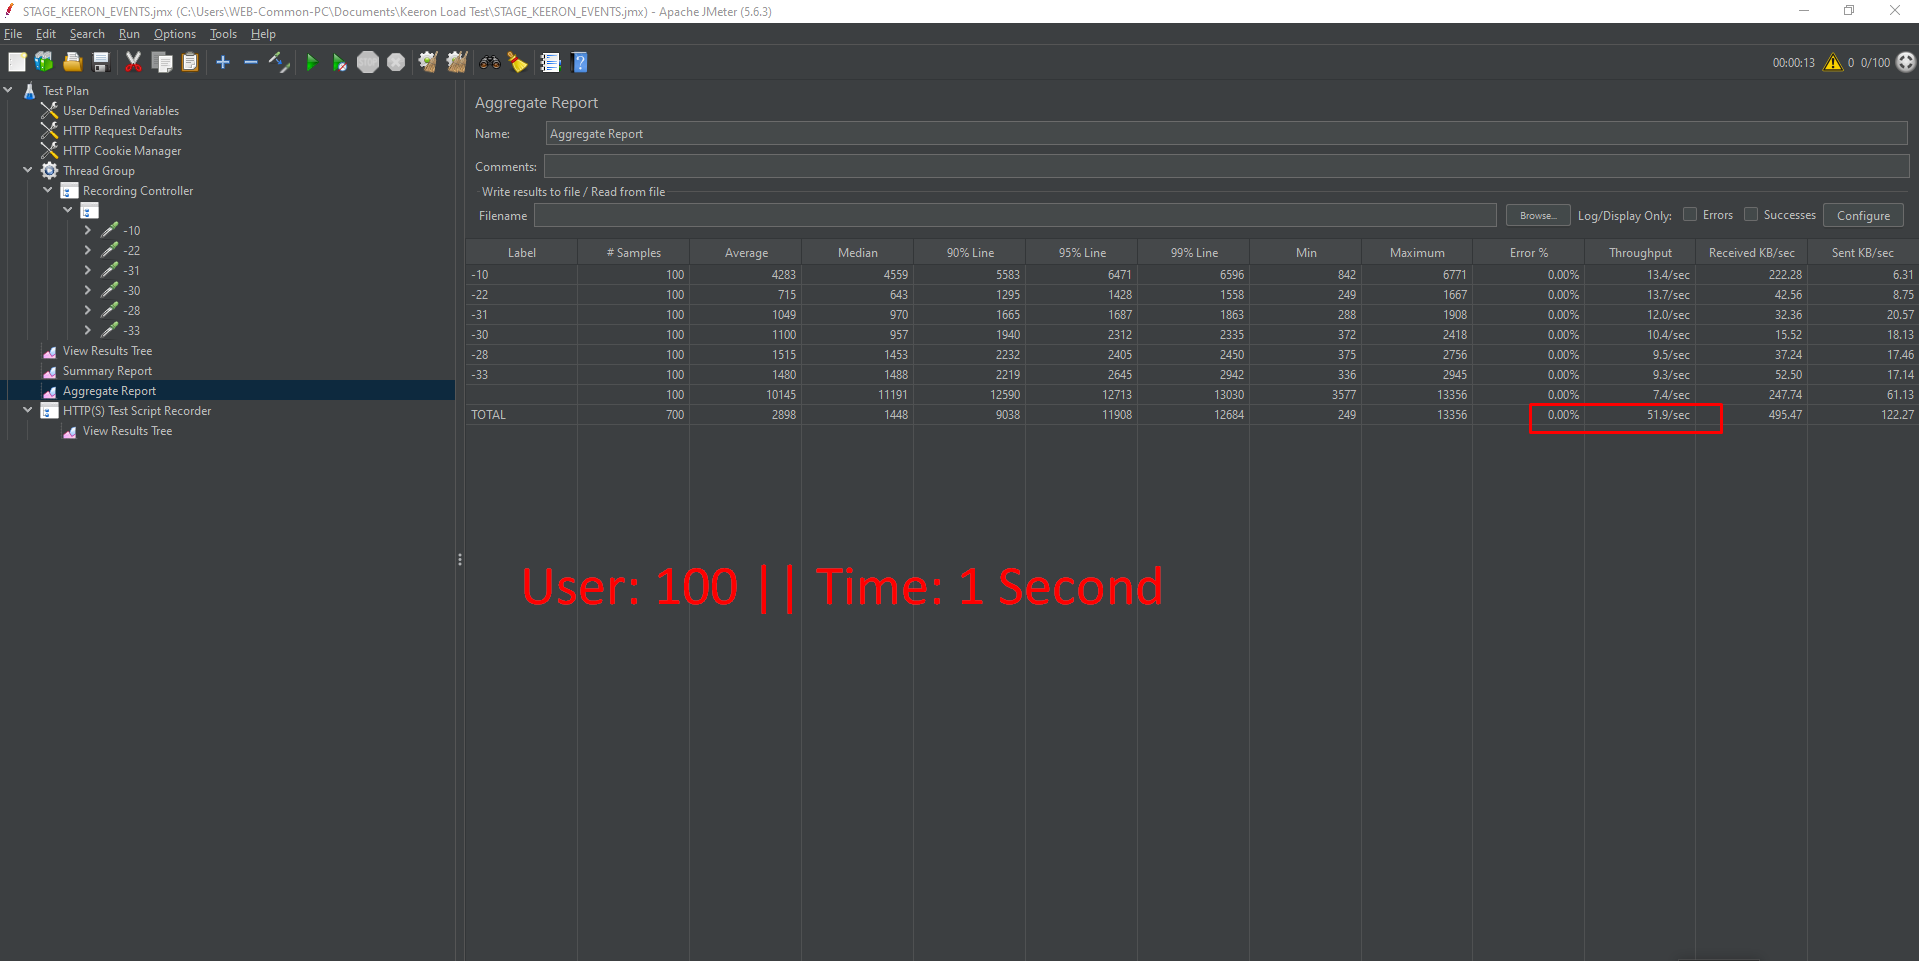 STAGE_KEERON_EVENTS.jmx (C:\Users\WEB-Common-PC\Documents\Keeron Load Test\STAGE_KEERON_EVENTS.jmx) - Apache JMeter (5.6.3)
File Edit Search Run Options Tools Help
00:00:13 0 0/100
Test Plan
User Defined Variables
HTTP Request Defaults
HTTP Cookie Manager
Thread Group
Recording Controller
-10
-22
-31
-30
-28
-33
View Results Tree
Summary Report
Aggregate Report
HTTP(S) Test Script Recorder
View Results Tree
Aggregate Report
Name: Aggregate Report
Comments:
Write results to file / Read from file
Filename Browse... Log/Display Only: Errors Successes Configure
Label # Samples Average Median 90% Line 95% Line 99% Line Min Maximum Error % Throughput Received KB/sec Sent KB/sec
-10 100 4283 4559 5583 6471 6596 842 6771 0.00% 13.4/sec 222.28 6.31
-22 100 715 643 1295 1428 1558 249 1667 0.00% 13.7/sec 42.56 8.75
-31 100 1049 970 1665 1687 1863 288 1908 0.00% 12.0/sec 32.36 20.57
-30 100 1100 957 1940 2312 2335 372 2418 0.00% 10.4/sec 15.52 18.13
-28 100 1515 1453 2232 2405 2450 375 2756 0.00% 9.5/sec 37.24 17.46
-33 100 1480 1488 2219 2645 2942 336 2945 0.00% 9.3/sec 52.50 17.14
100 10145 11191 12590 12713 13030 3577 13356 0.00% 7.4/sec 247.74 61.13
TOTAL 700 2898 1448 9038 11908 12684 249 13356 0.00% 51.9/sec 495.47 122.27
User: 100 || Time: 1 Second